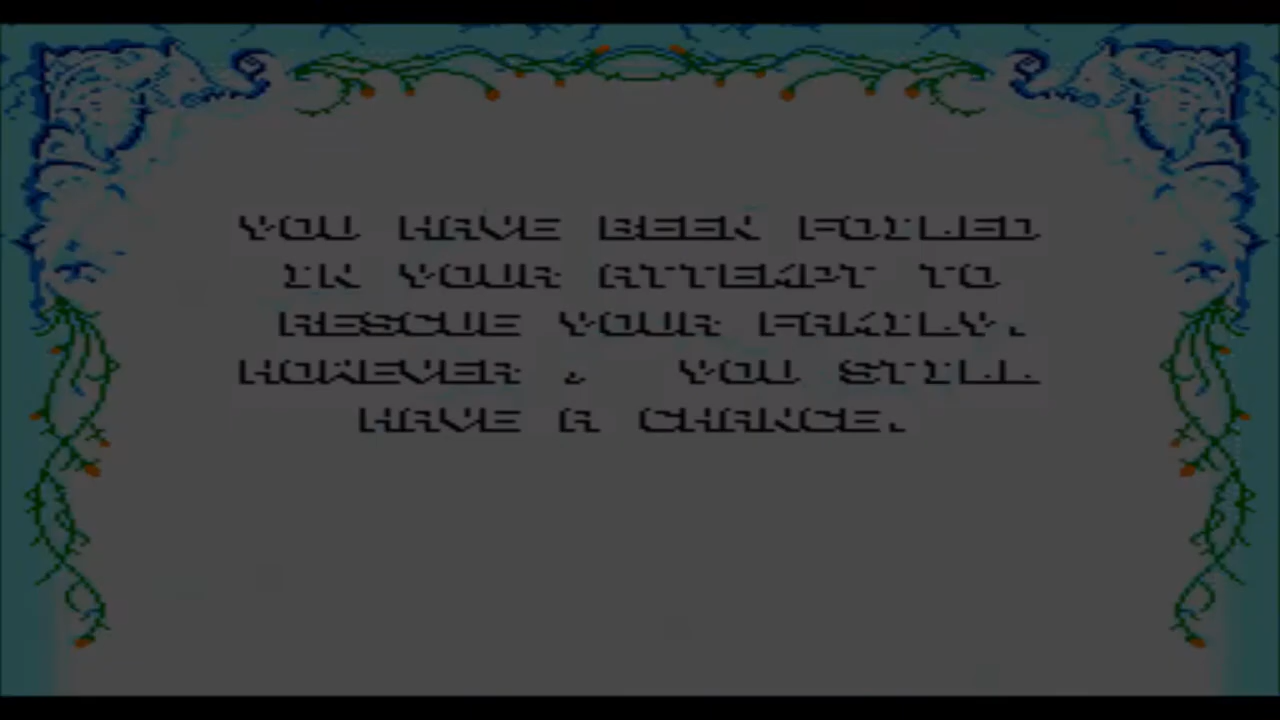 YOU HAVE BEEN FOILED
IN YOUR ATTEMPT TO
RESCUE YOUR FAMILY.
HOWEVER , YOU STILL
HAVE A CHANCE.